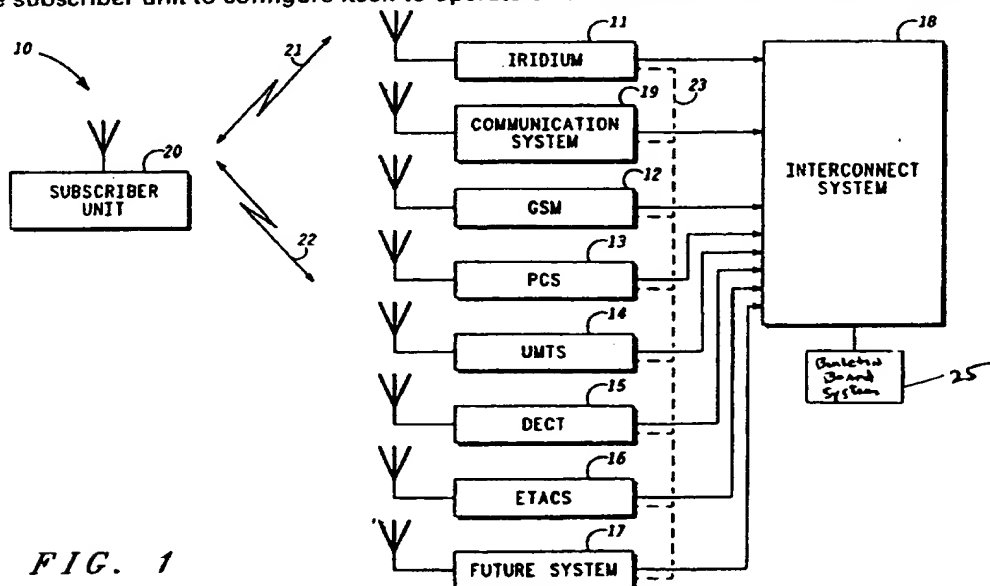 e subscriber unit to configure itself to operate o
10
21
20
SUBSCRIBER
UNIT
22
11
IRIDIUM
23
19
COMMUNICATION
SYSTEM
12
GSM
13
PCS
14
UMTS
15
DECT
16
ETACS
17
FUTURE SYSTEM
18
INTERCONNECT
SYSTEM
Bulletin
Board
System
25
FIG. 1